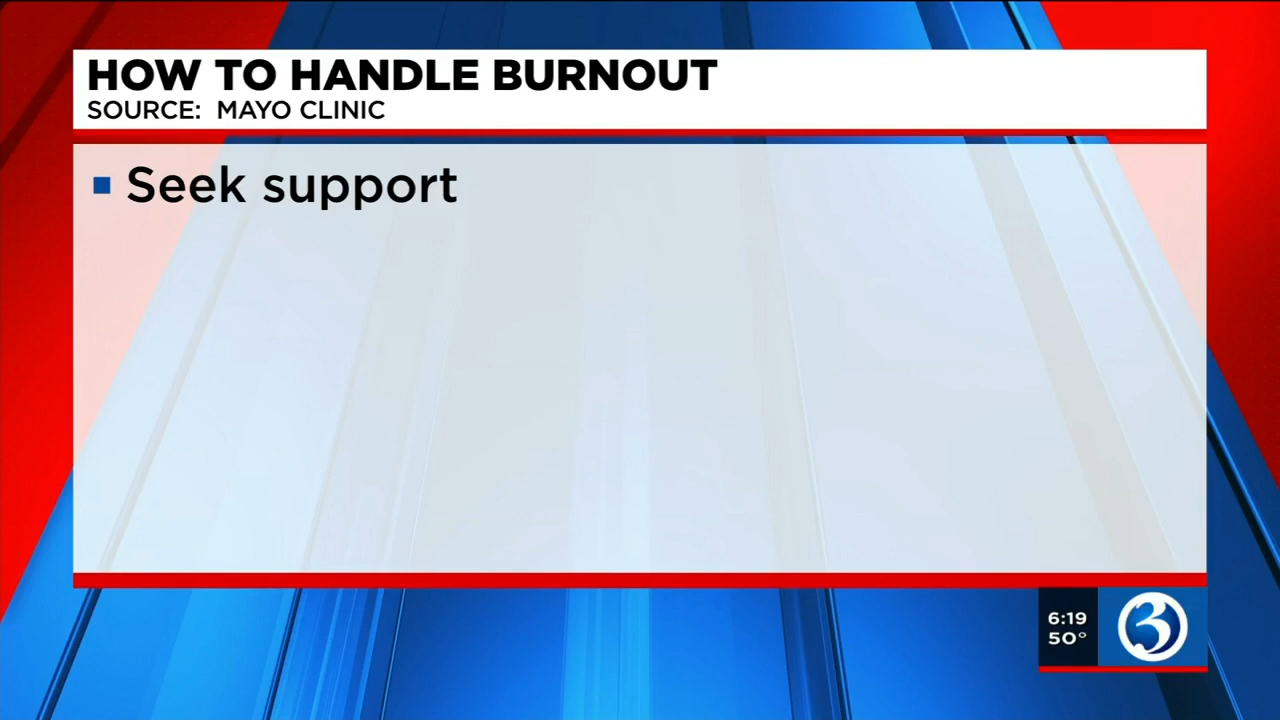 HOW TO HANDLE BURNOUT
SOURCE: MAYO CLINIC
Seek support
6:19
50°
3